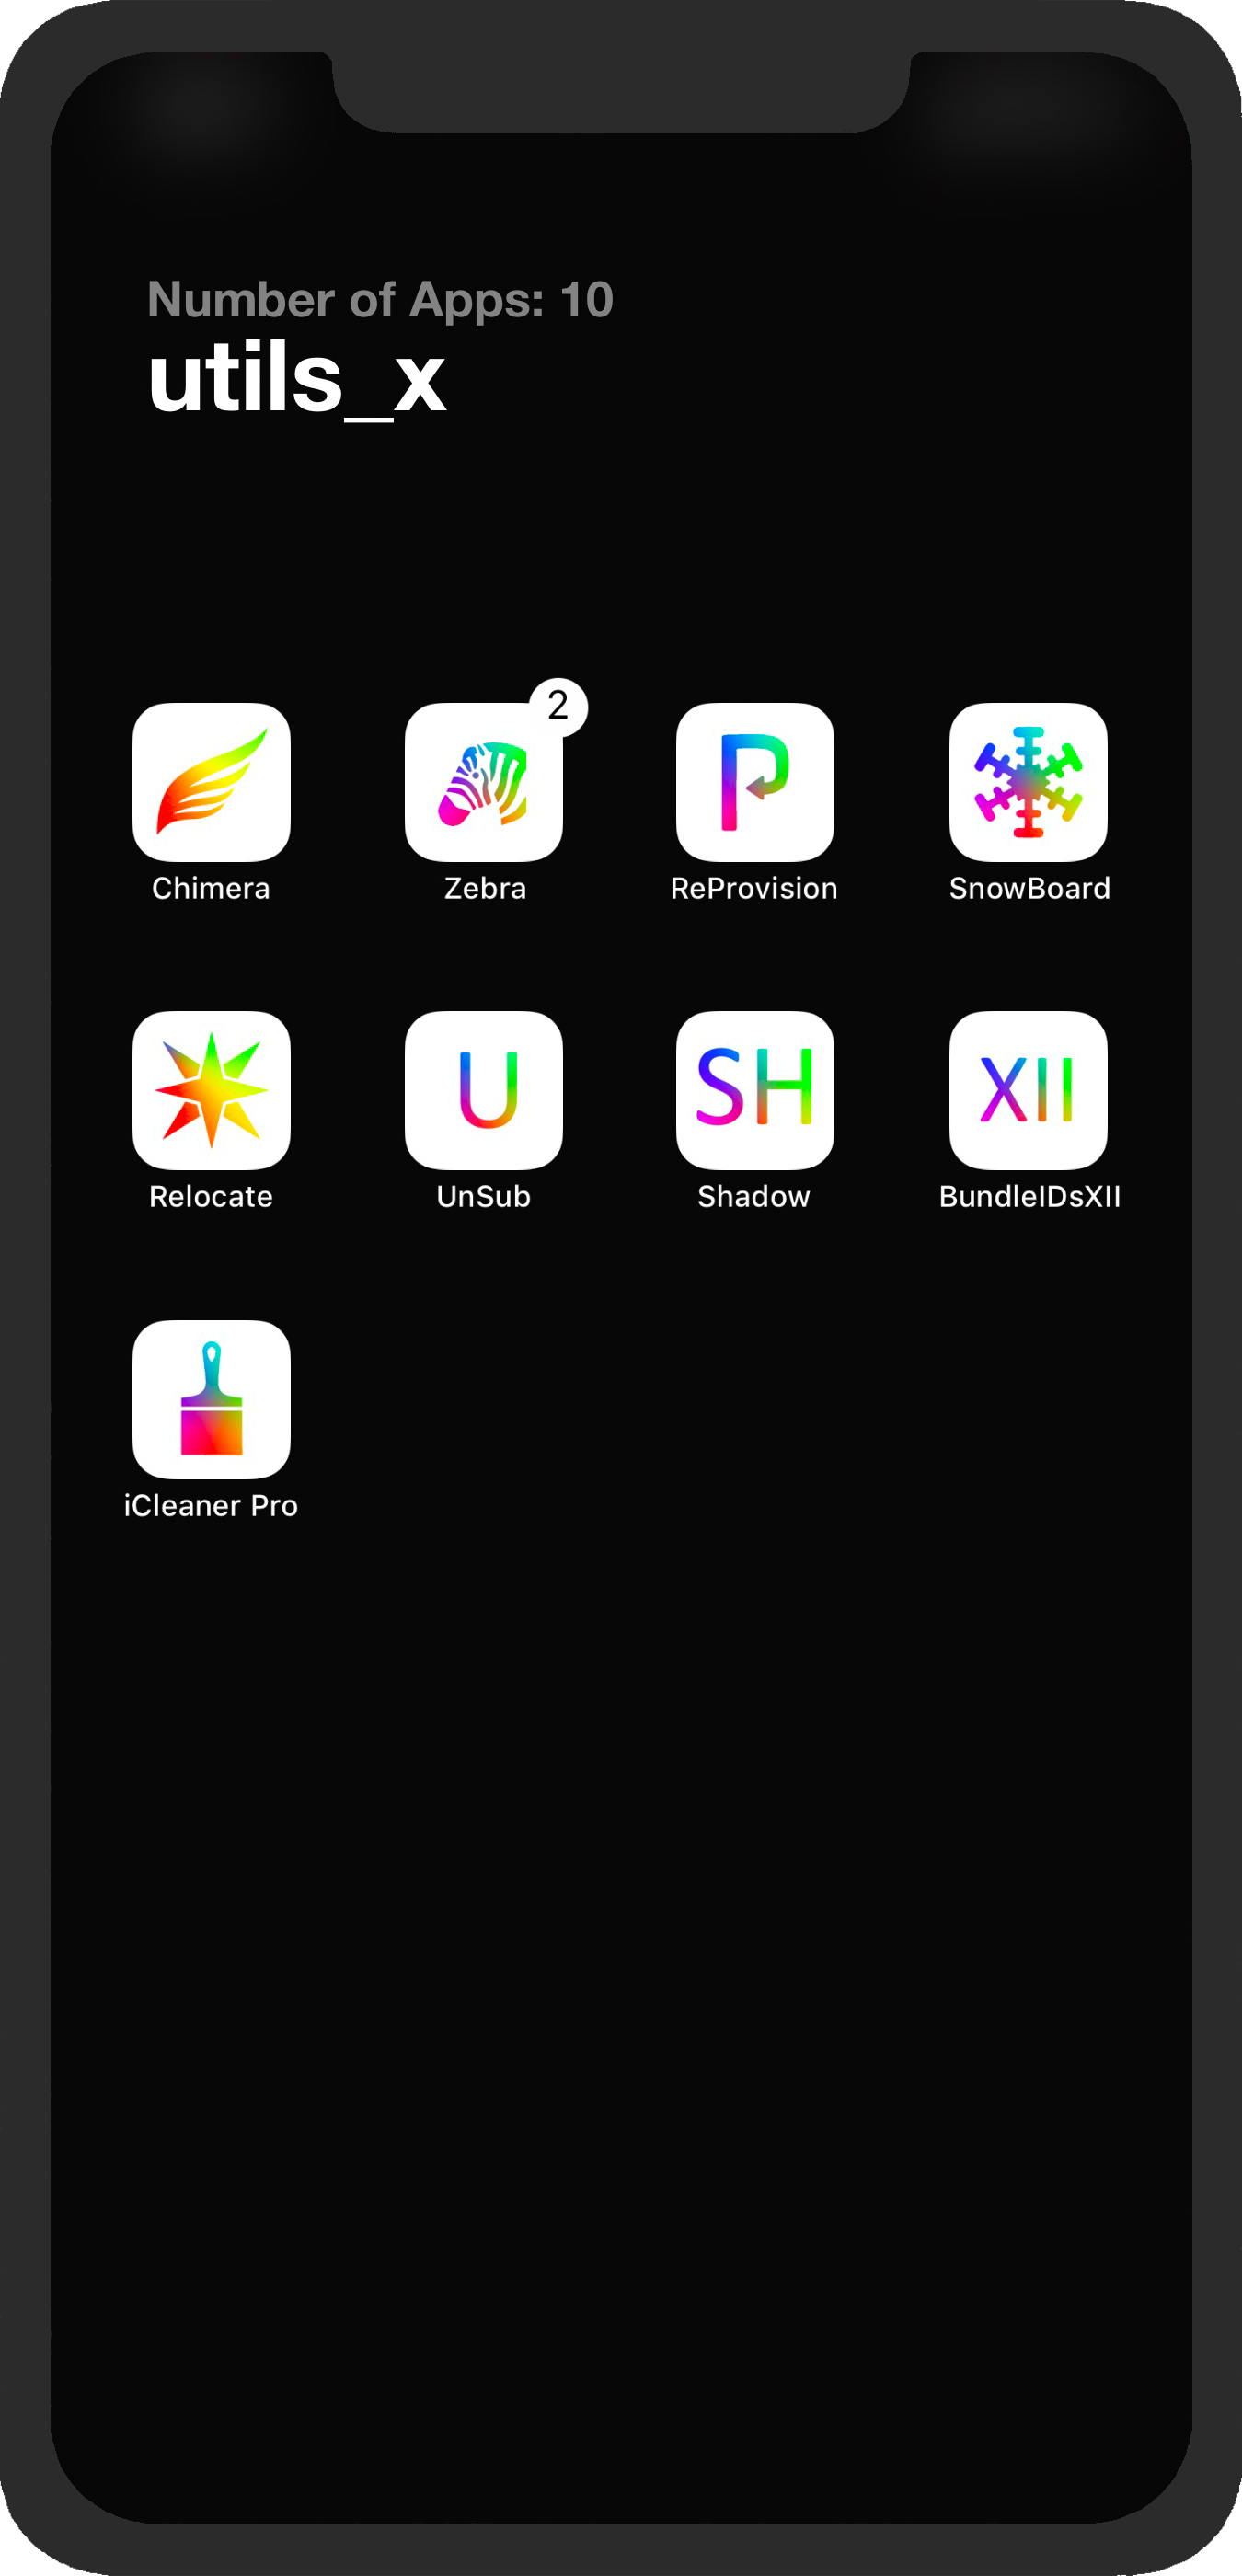 Number of Apps: 10
utils_x
2
Chimera
Zebra
ReProvision
SnowBoard
U
SH
XII
Relocate
UnSub
Shadow
BundleIDsXII
iCleaner Pro